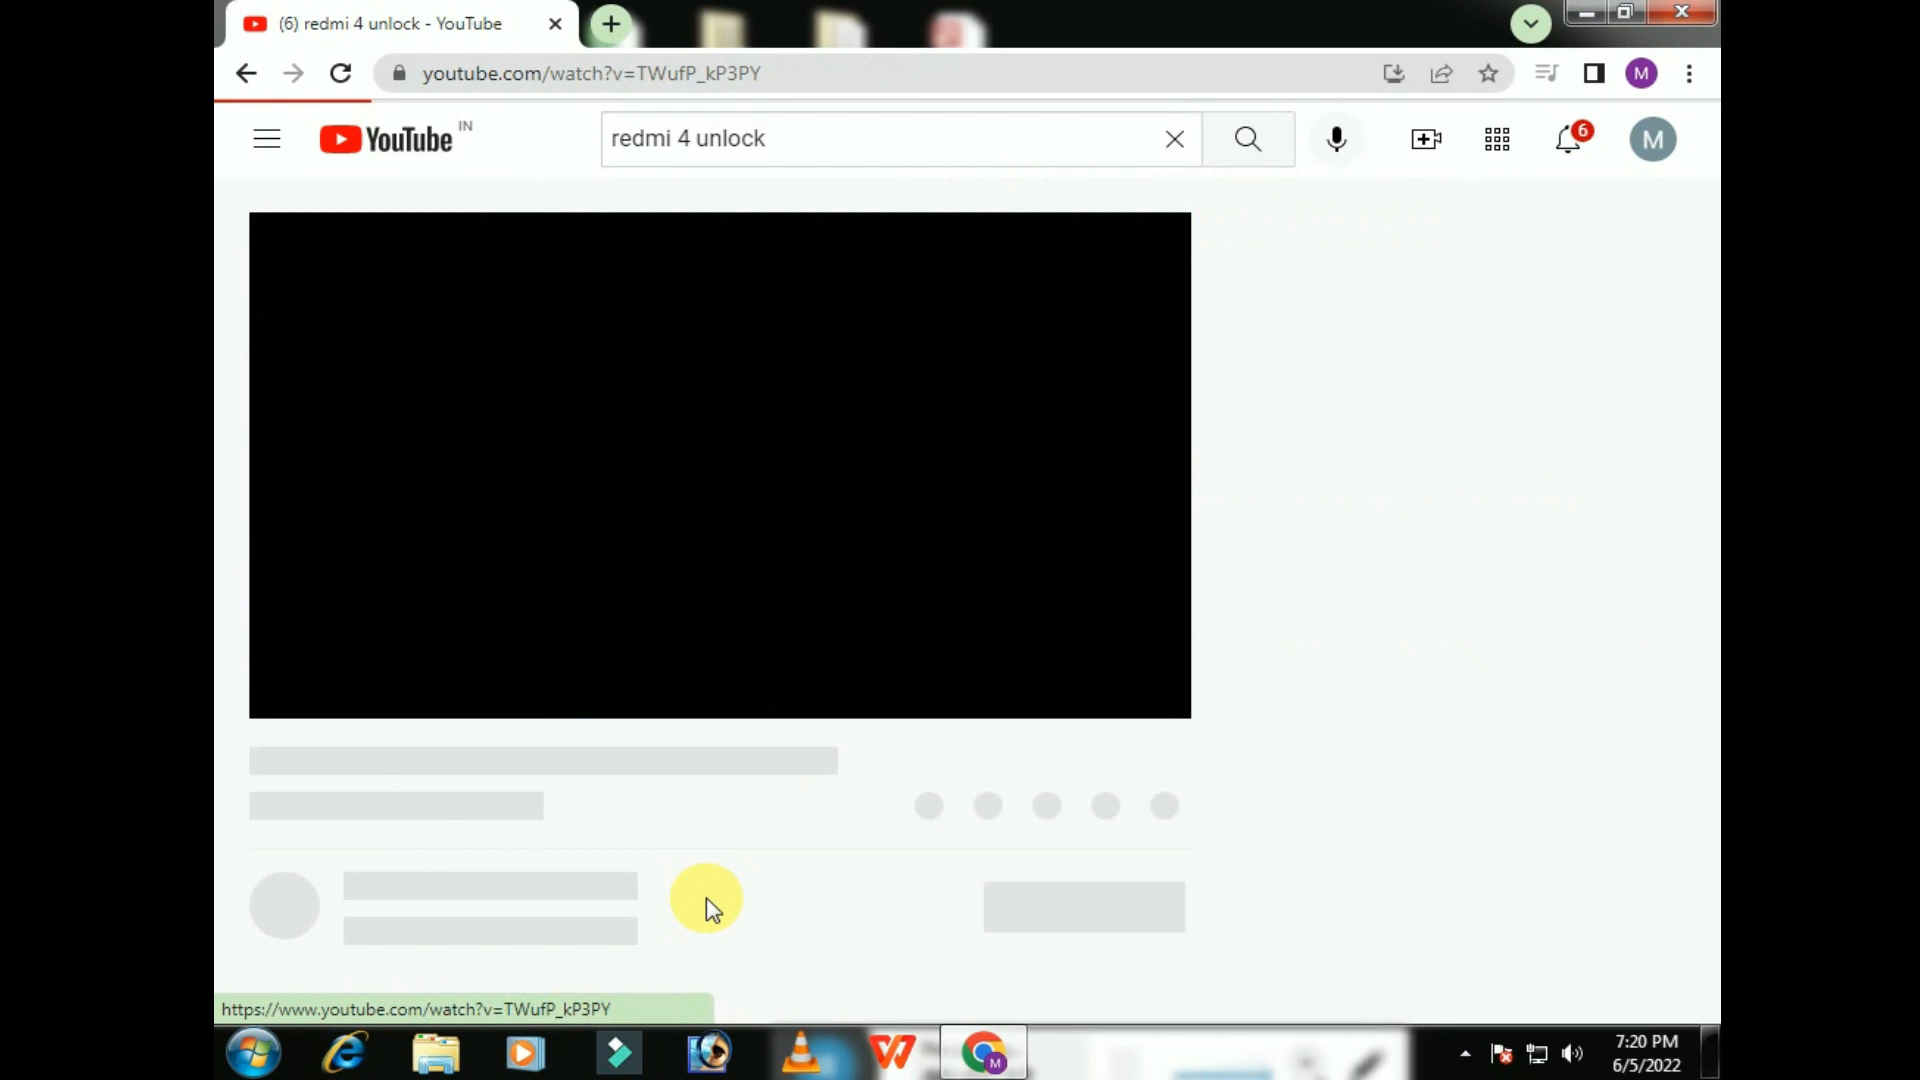 (6) redmi 4 unlock - YouTube
youtube.com/watch?v=TWufP_kP3PY
M
YouTube IN
redmi 4 unlock
6
M
https://www.youtube.com/watch?v=TWufP_kP3PY
M
7:20 PM
6/5/2022